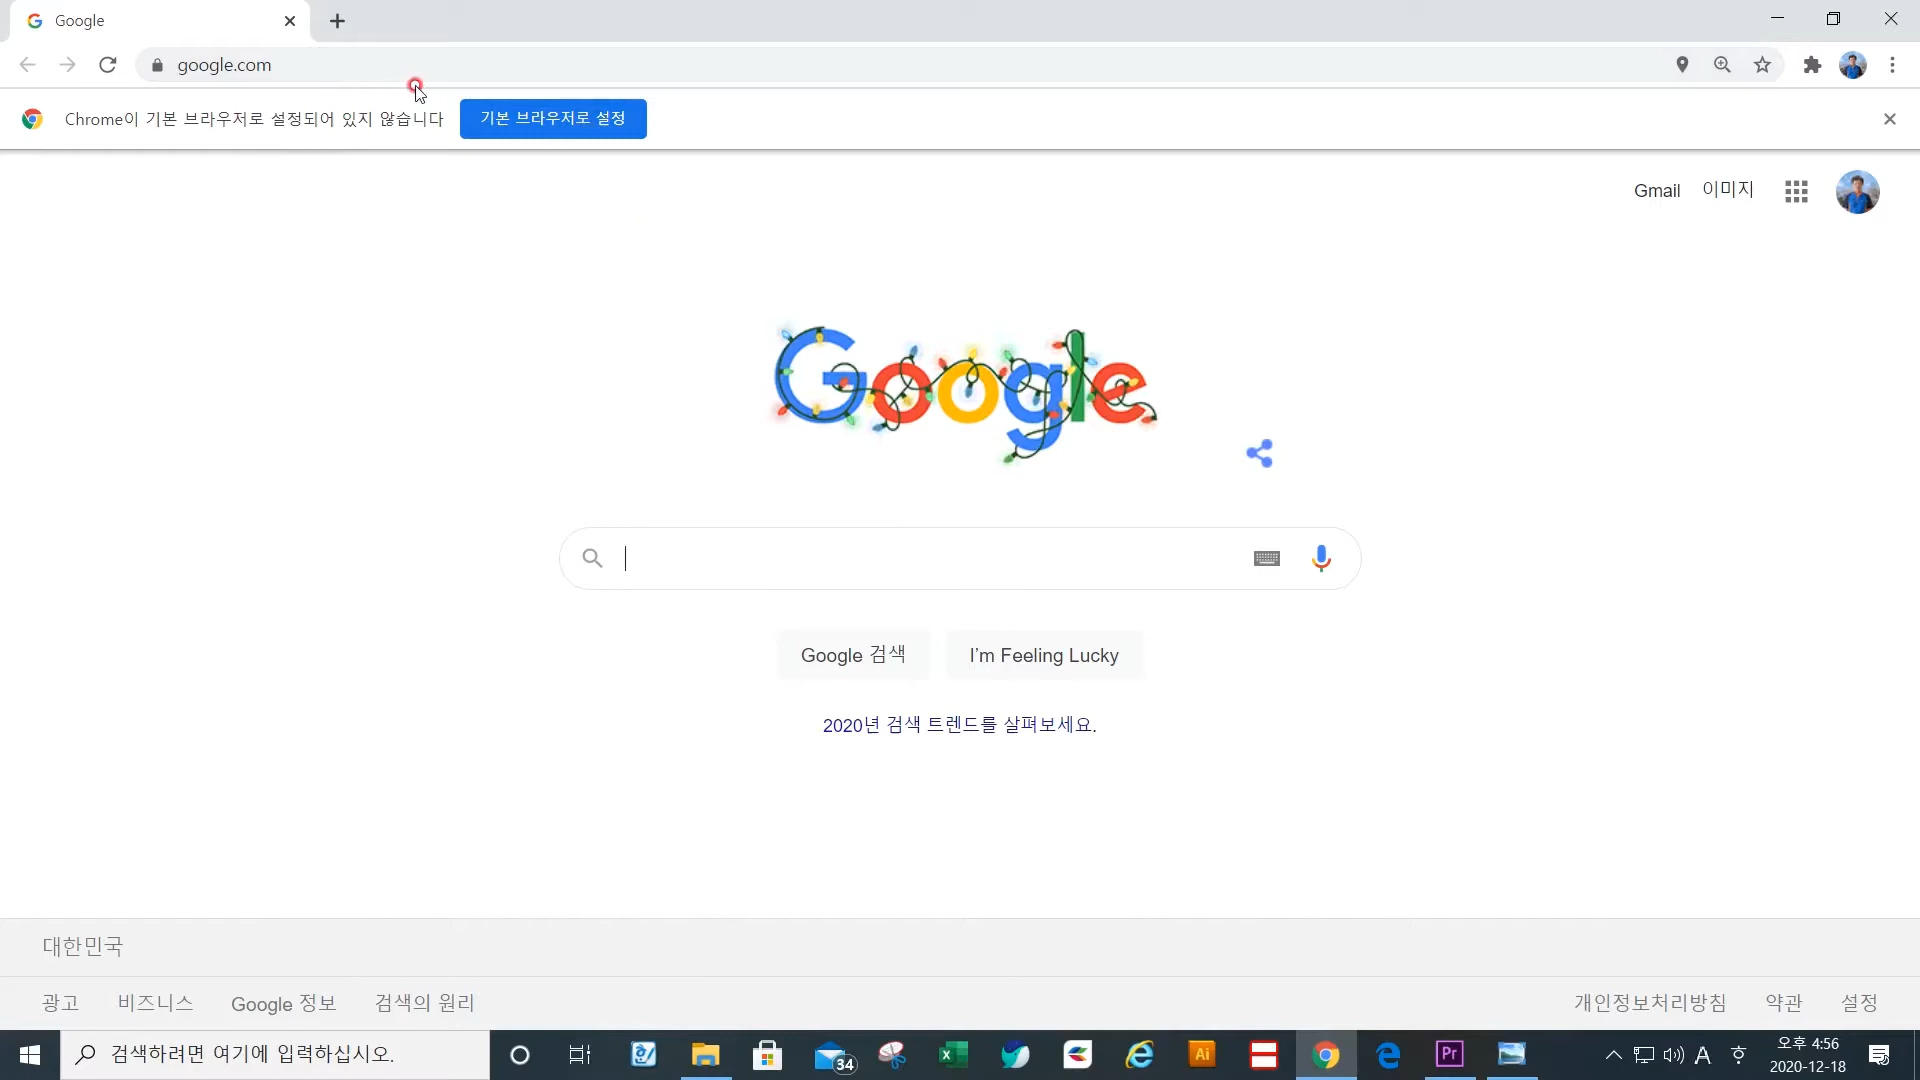 Google
google.com
Chrome이 기본 브라우저로 설정되어 있지 않습니다
기본 브라우저로 설정
Gmail 이미지
Google
Google 검색
I'm Feeling Lucky
2020년 검색 트렌드를 살펴보세요.
대한민국
광고 비즈니스 Google 정보 검색의 원리
개인정보처리방침 약관 설정
검색하려면 여기에 입력하십시오.
34
Ai
Pr
A
오후 4:56
2020-12-18